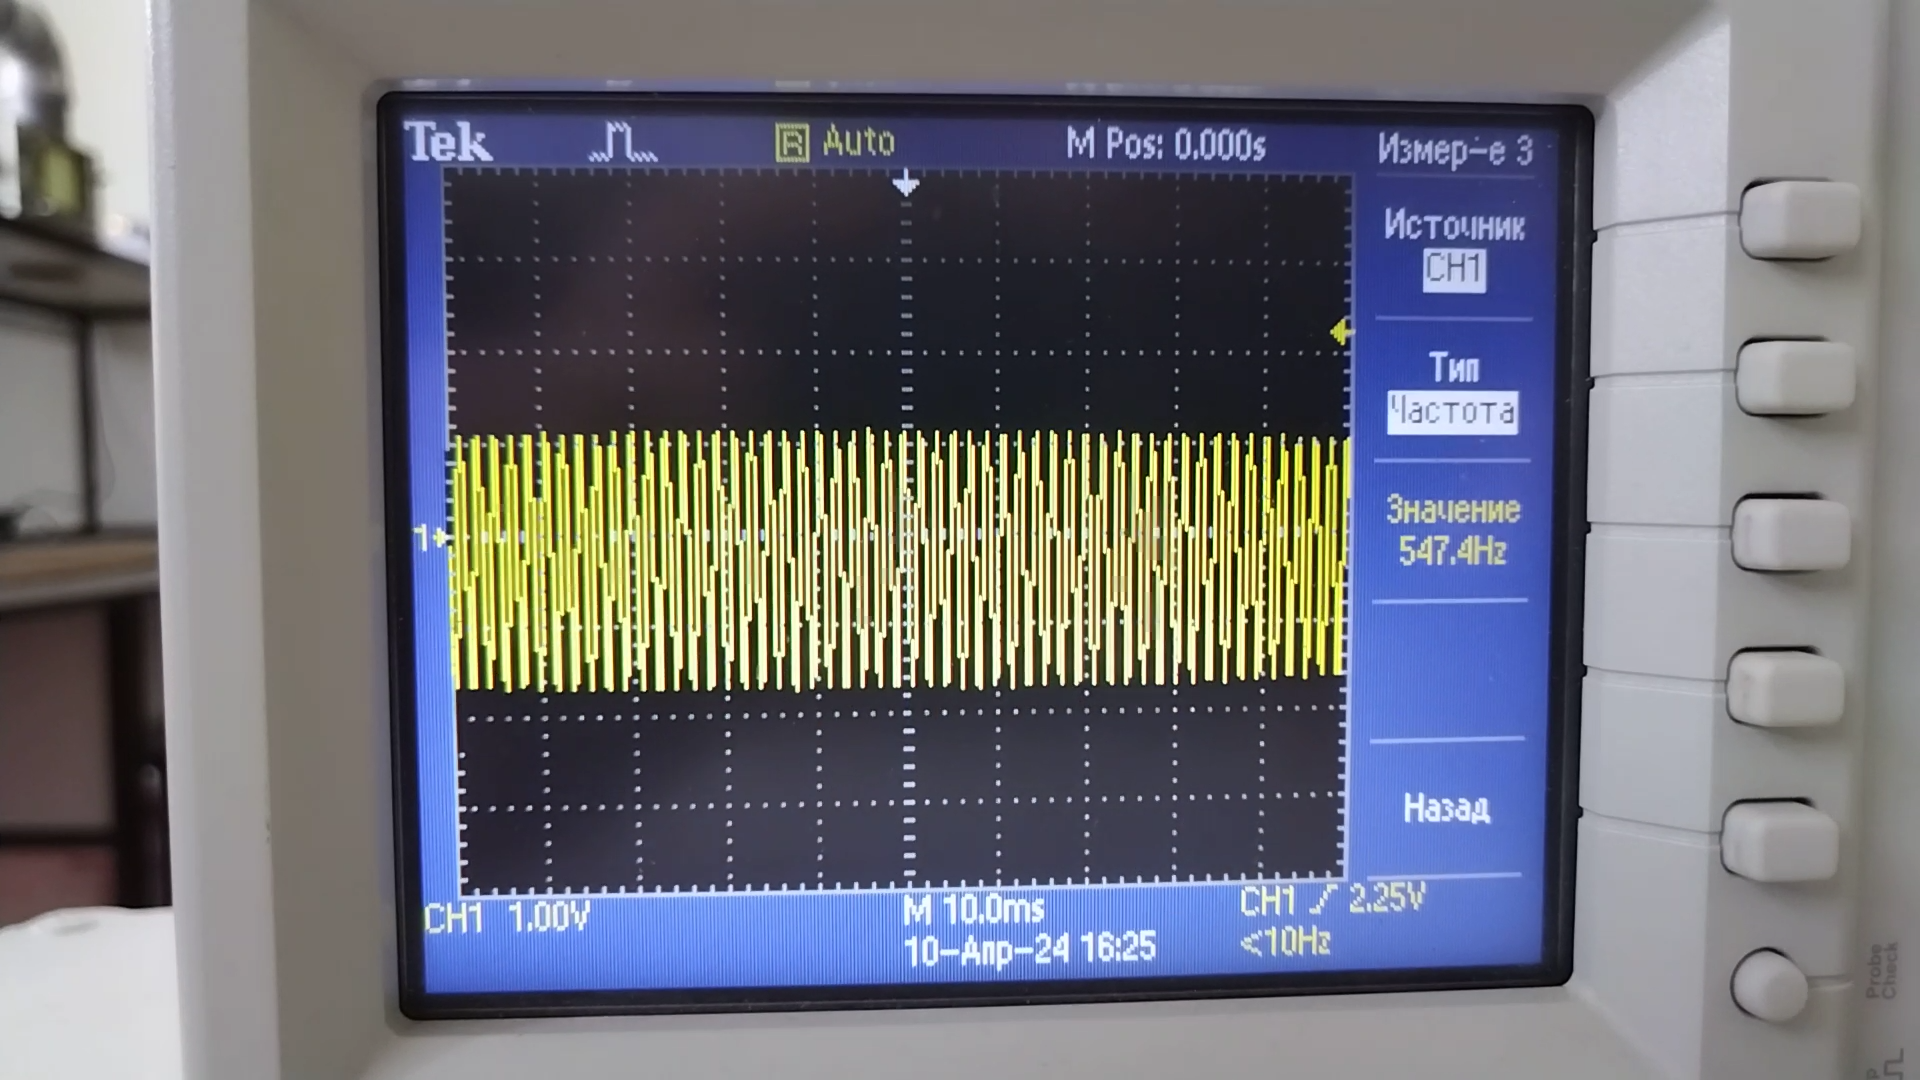 Tek R Auto M Pos: 0.000s Измер-е 3
Источник
CH1
Тип
Частота
Значение
547.4Hz
Назад
1
CH1 1.00V M 10.0ms CH1 2.25V
10-Апр-24 16:25 <10Hz
Probe
Check